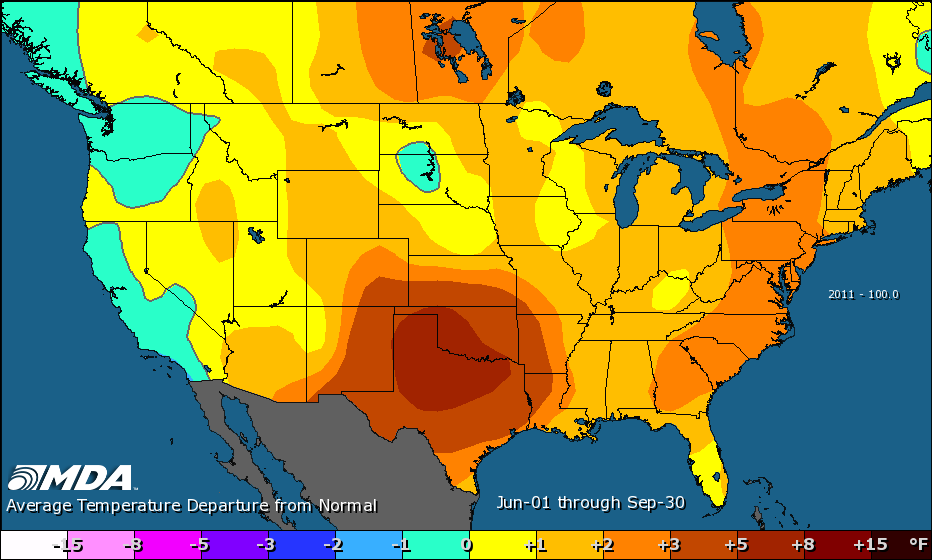 2011 - 100.0
MDA
Average Temperature Departure from Normal
Jun-01 through Sep-30
-15 -8 -5 -3 -2 -1 0 +1 +2 +3 +5 +8 +15 °F